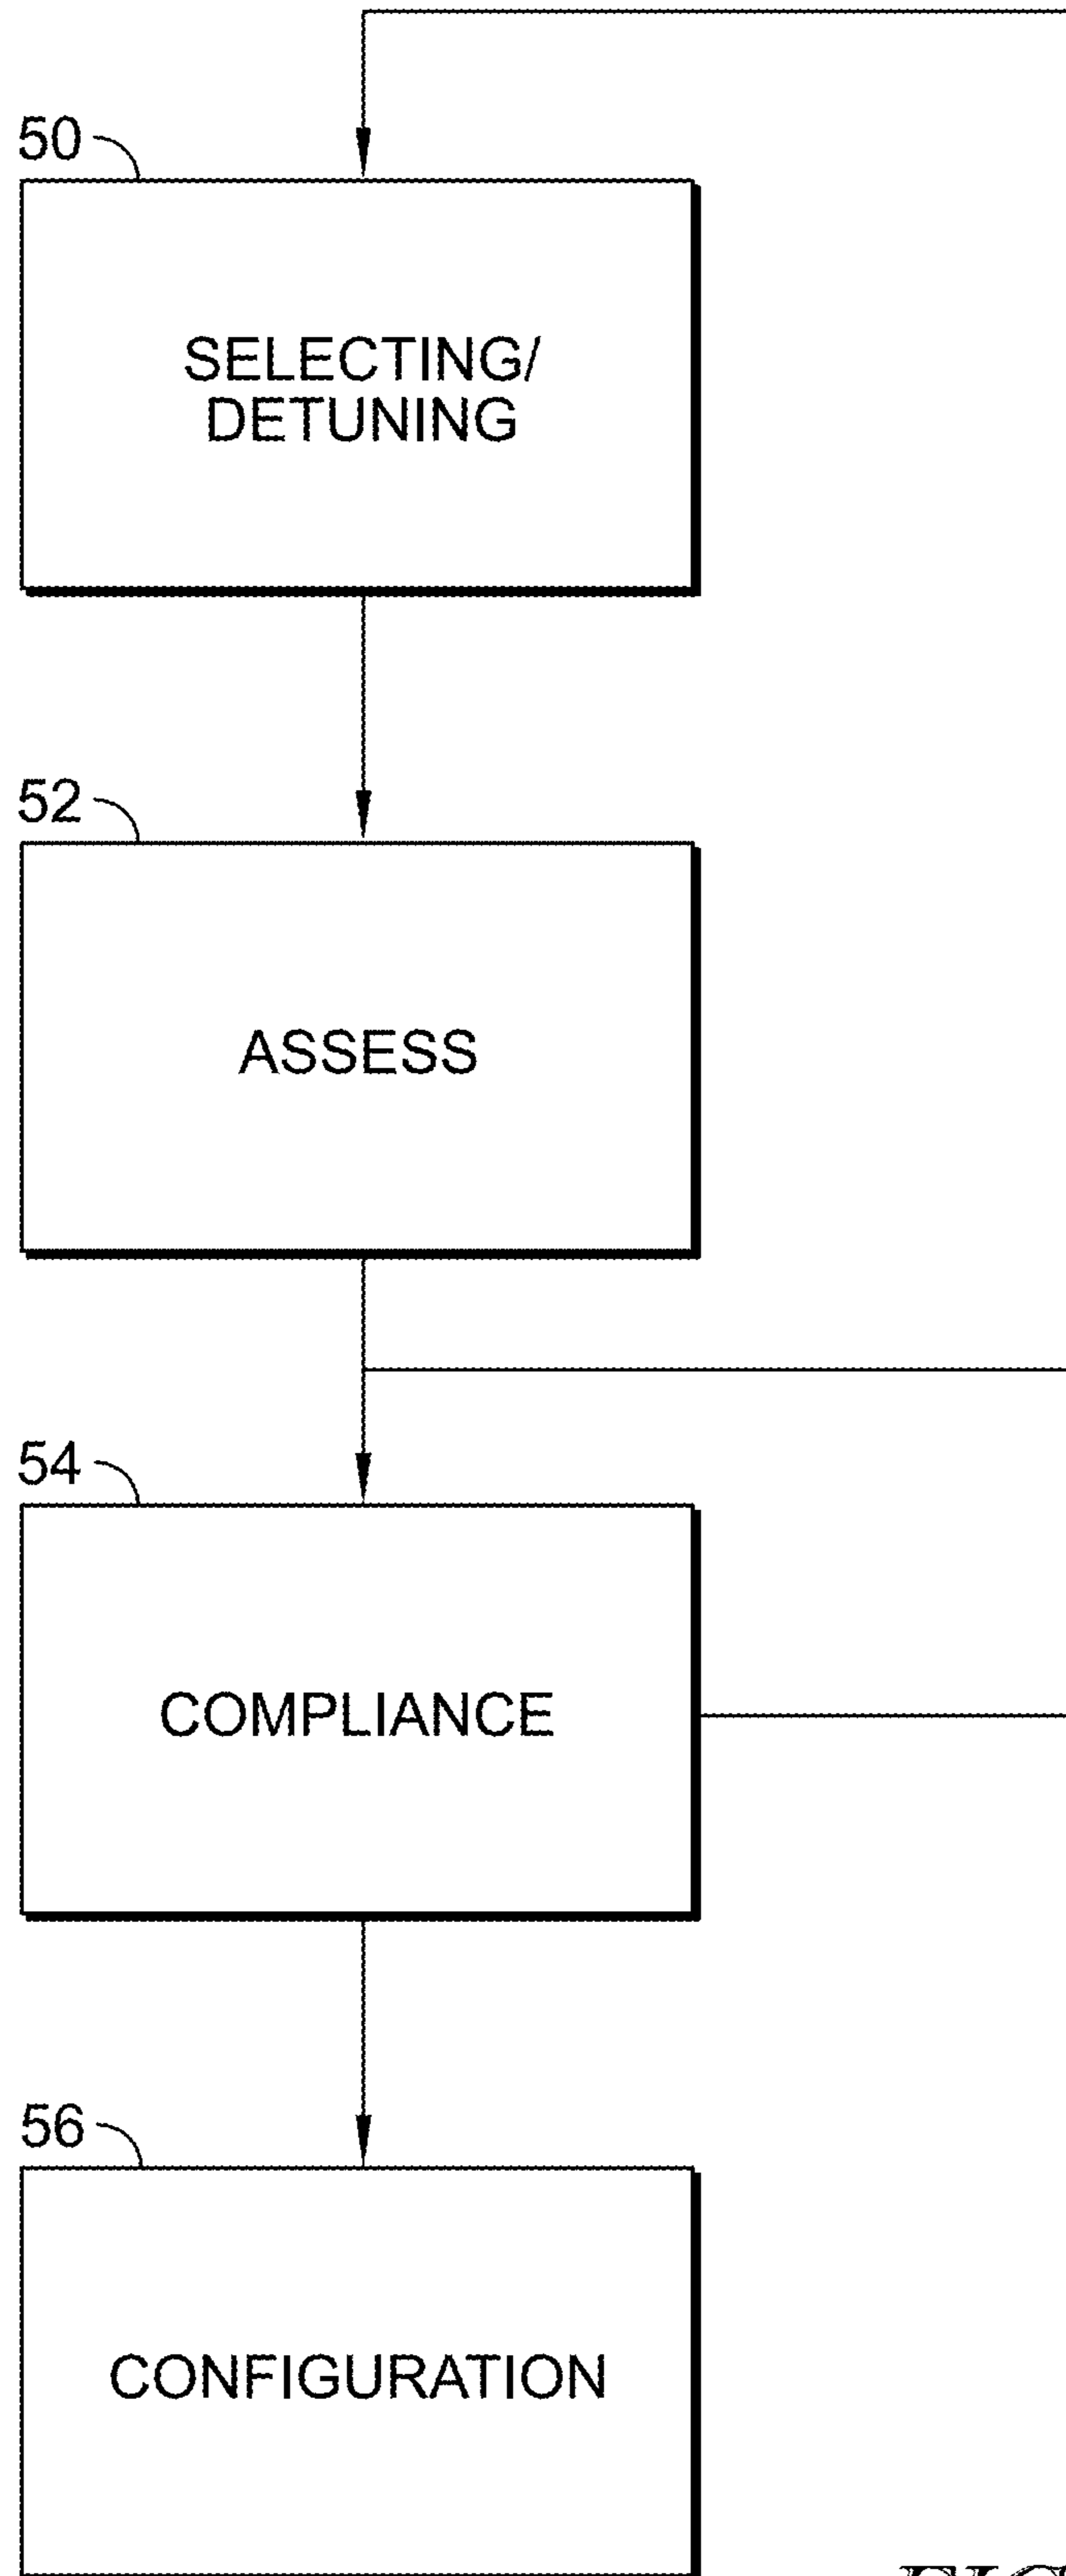 50
SELECTING/
DETUNING
52
ASSESS
54
COMPLIANCE
56
CONFIGURATION